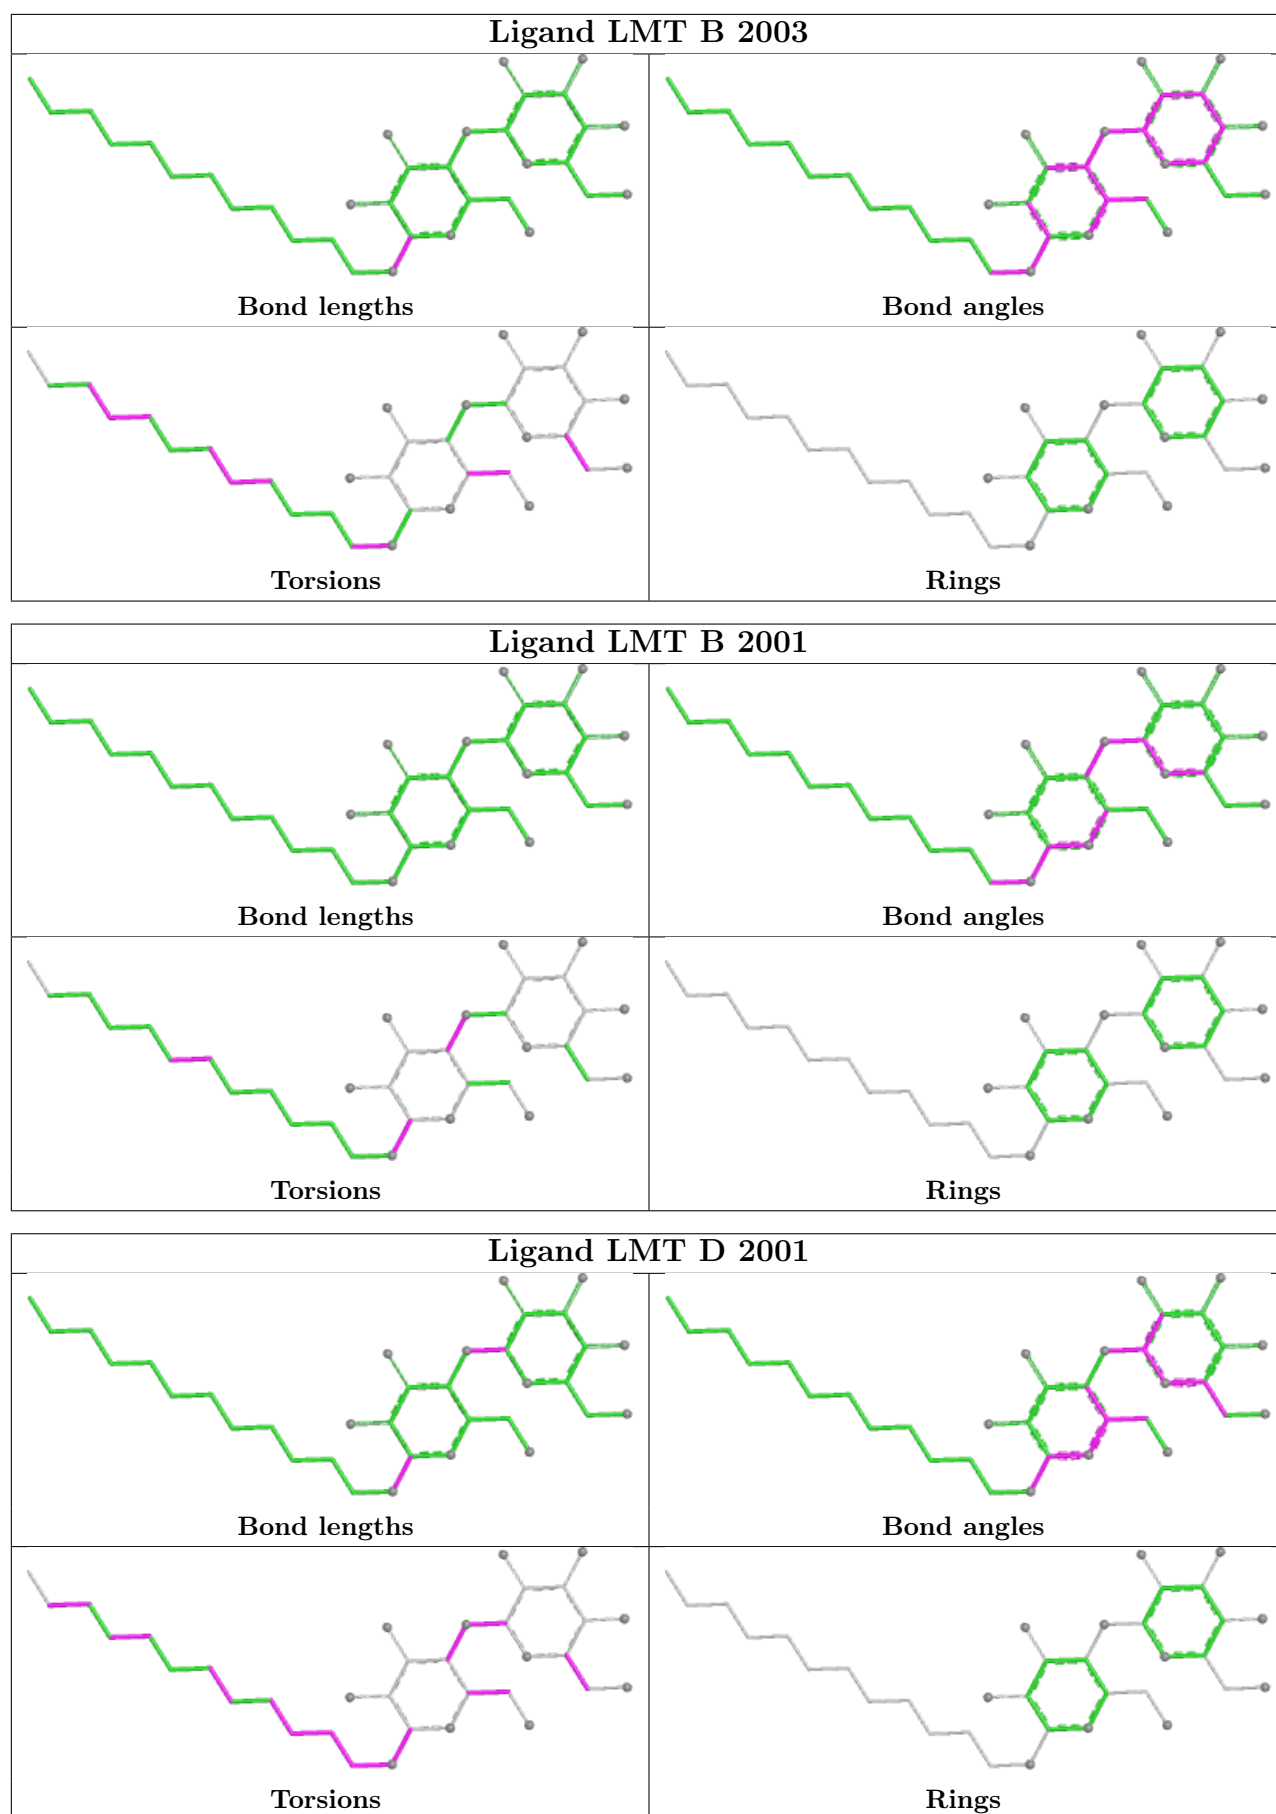 Ligand LMT B 2003
Bond lengths
Bond angles
Torsions
Rings
Ligand LMT B 2001
Bond lengths
Bond angles
Torsions
Rings
Ligand LMT D 2001
Bond lengths
Bond angles
Torsions
Rings